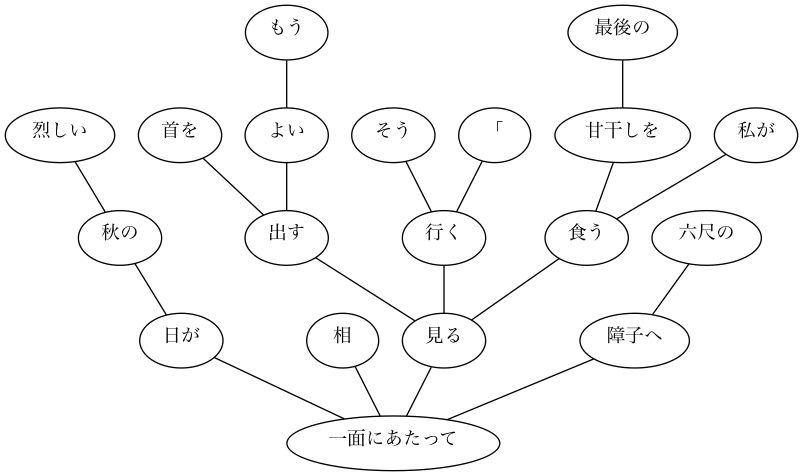 もう
最後の
烈しい
首を
よい
そう
「
甘干しを
私が
秋の
出す
行く
食う
六尺の
日が
相
見る
障子へ
一面にあたって